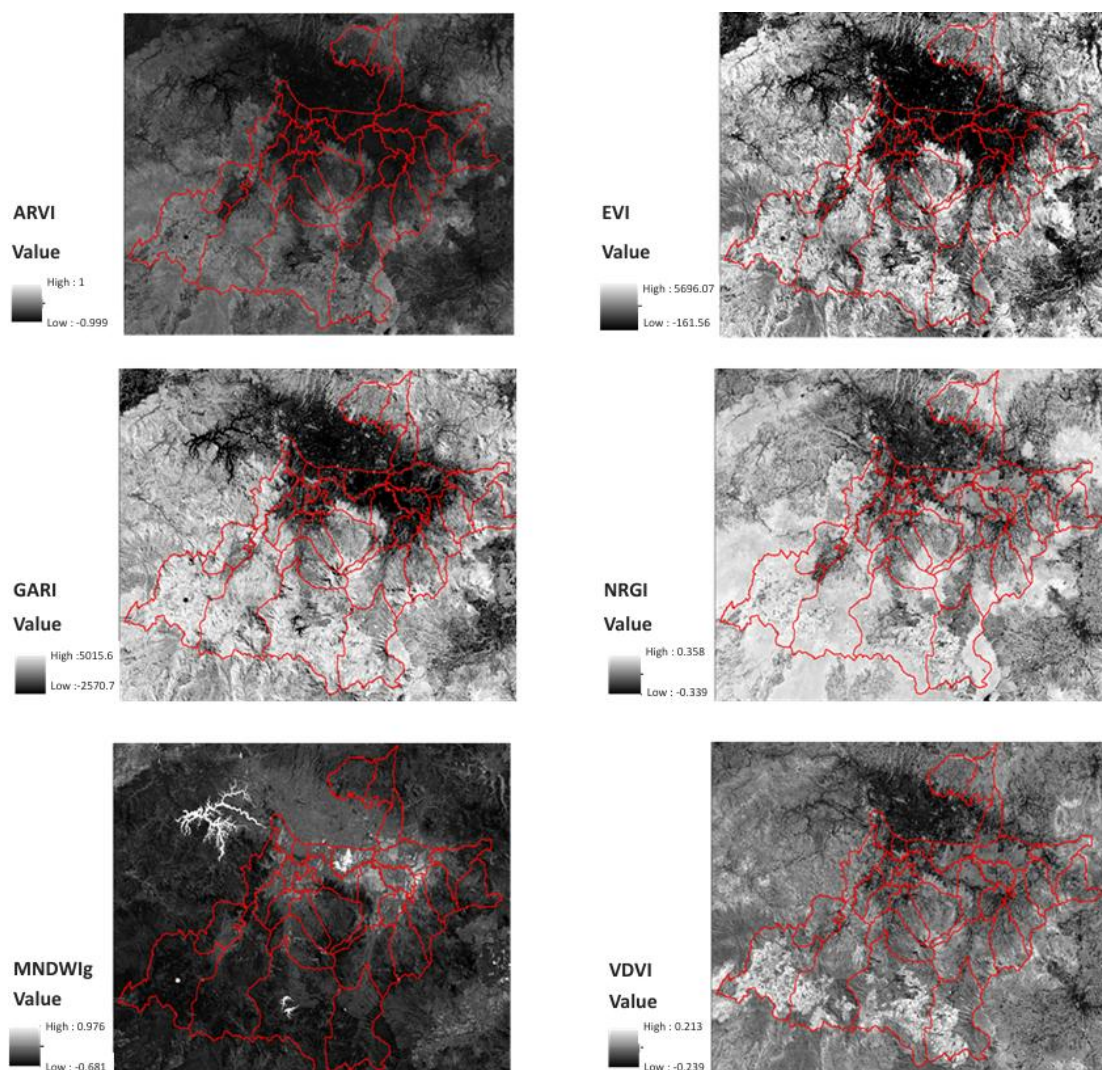 ARVI
Value
High : 1
Low : -0.999
EVI
Value
High : 5696.07
Low : -161.56
GARI
Value
High :5015.6
Low :-2570.7
NRGI
Value
High : 0.358
Low : -0.339
MNDWIg
Value
High : 0.976
Low : -0.681
VDVI
Value
High : 0.213
Low : -0.239